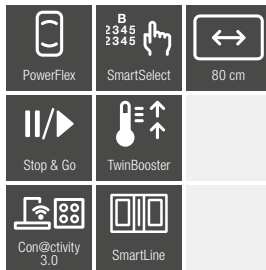 B
2345
2345
PowerFlex
SmartSelect
80 cm
Stop & Go
TwinBooster
Con@ctivity
3.0
SmartLine